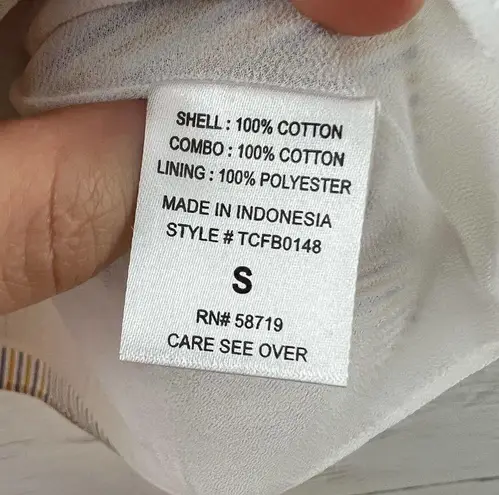 SHELL : 100% COTTON
COMBO : 100% COTTON
LINING : 100% POLYESTER
MADE IN INDONESIA
STYLE # TCFB0148
S
RN# 58719
CARE SEE OVER